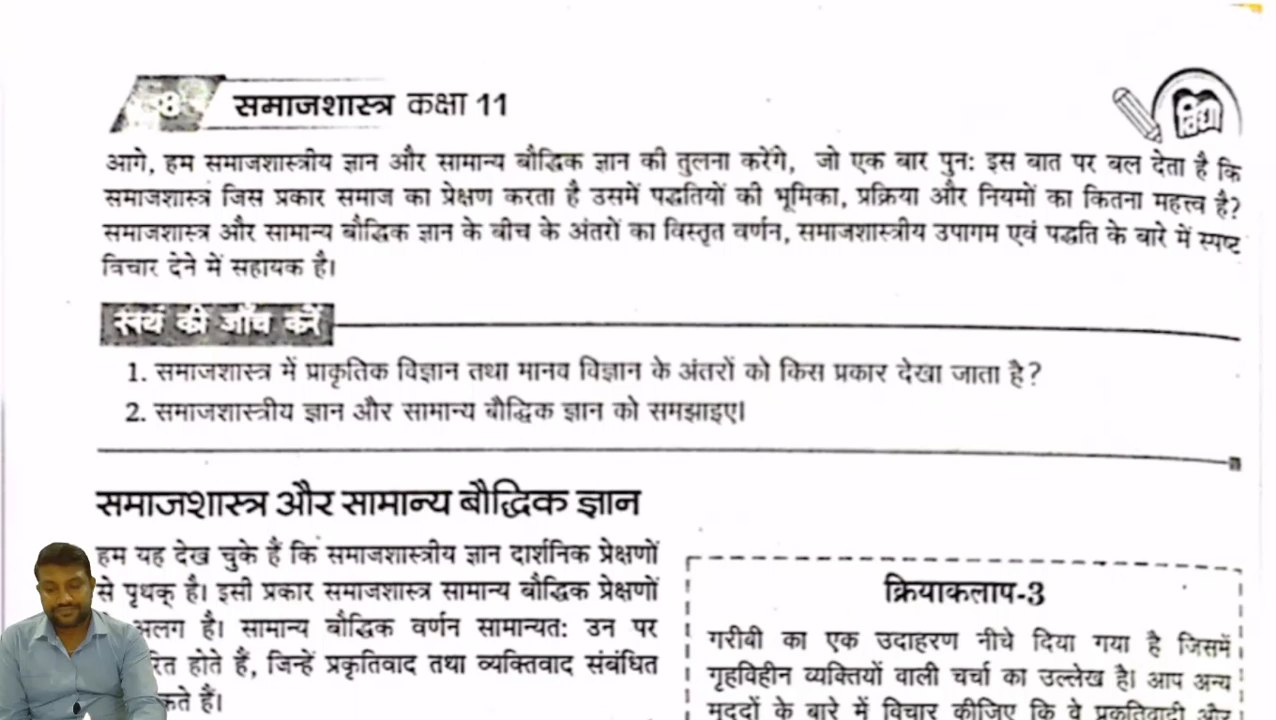 समाजशास्त्र कक्षा 11
विद्या
आगे, हम समाजशास्त्रीय ज्ञान और सामान्य बौद्धिक ज्ञान की तुलना करेंगे, जो एक बार पुन: इस बात पर बल देता है कि
समाजशास्त्र जिस प्रकार समाज का प्रेक्षण करता है उसमें पद्धतियों की भूमिका, प्रक्रिया और नियमों का कितना महत्त्व है?
समाजशास्त्र और सामान्य बौद्धिक ज्ञान के बीच के अंतरों का विस्तृत वर्णन, समाजशास्त्रीय उपागम एवं पद्धति के बारे में स्पष्ट
विचार देने में सहायक है।
स्वयं की जाँच करें
1. समाजशास्त्र में प्राकृतिक विज्ञान तथा मानव विज्ञान के अंतरों को किस प्रकार देखा जाता है?
2. समाजशास्त्रीय ज्ञान और सामान्य बौद्धिक ज्ञान को समझाइए।
समाजशास्त्र और सामान्य बौद्धिक ज्ञान
हम यह देख चुके हैं कि समाजशास्त्रीय ज्ञान दार्शनिक प्रेक्षणों
से पृथक् है। इसी प्रकार समाजशास्त्र सामान्य बौद्धिक प्रेक्षणों
अलग है। सामान्य बौद्धिक वर्णन सामान्यत: उन पर
होते हैं, जिन्हें प्रकृतिवाद तथा व्यक्तिवाद संबंधित
हैं।
क्रियाकलाप-3
गरीबी का एक उदाहरण नीचे दिया गया है जिसमें
गृहविहीन व्यक्तियों वाली चर्चा का उल्लेख है। आप अन्य
मुद्दों के बारे में विचार कीजिए कि वे प्रकृतिवादी और